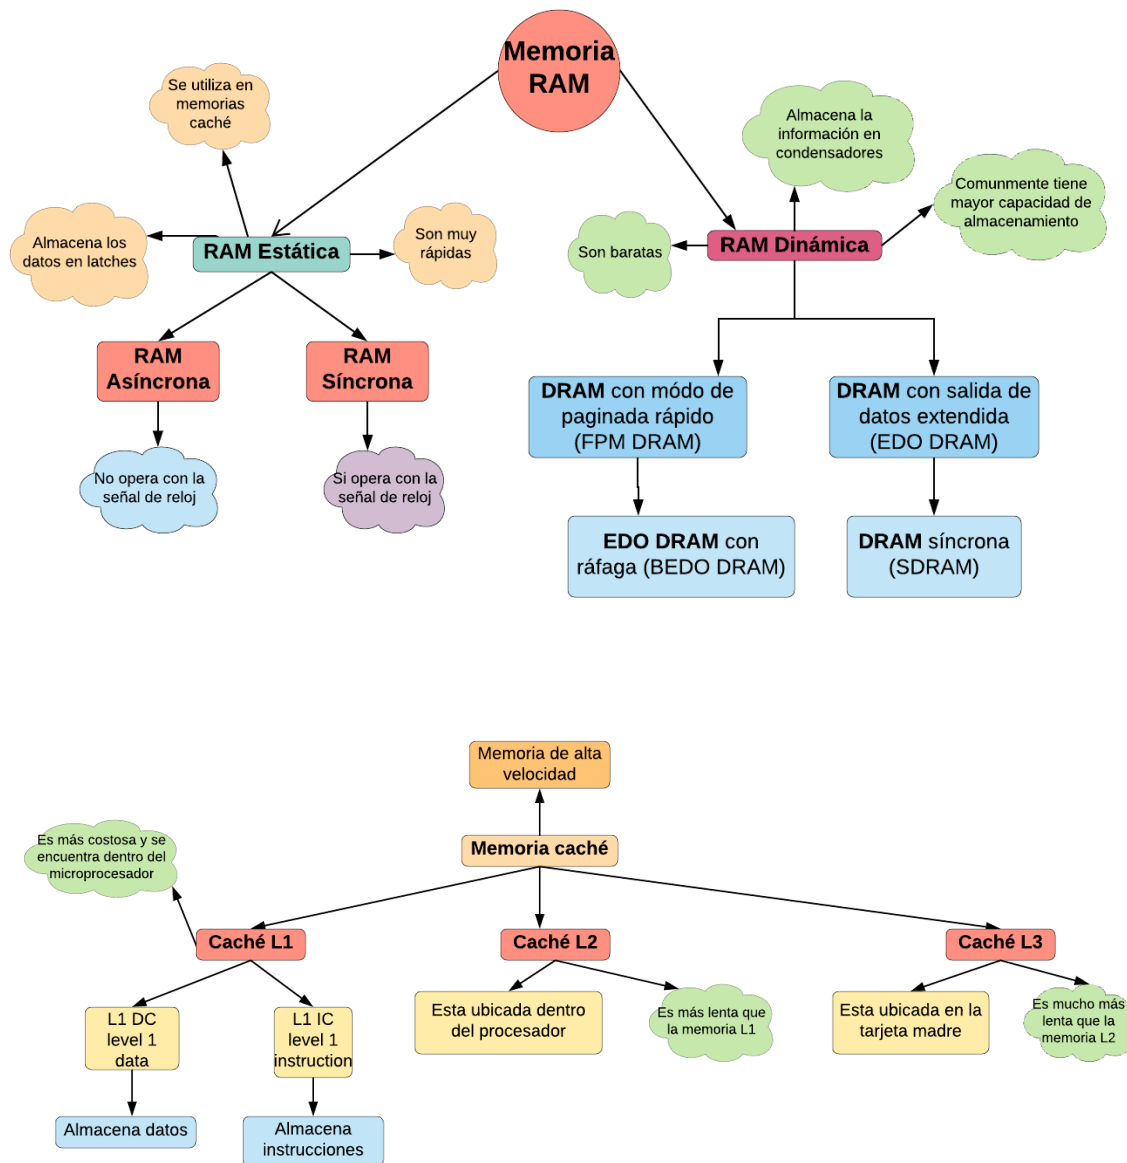 Memoria
RAM
Se utiliza en
memorias
caché
Almacena los
datos en latches
RAM Estática
Son muy
rápidas
RAM
Asíncrona
RAM
Síncrona
No opera con la
señal de reloj
Si opera con la
señal de reloj
Almacena la
información en
condensadores
Comunmente tiene
mayor capacidad de
almacenamiento
Son baratas
RAM Dinámica
DRAM con módo de
paginada rápido
(FPM DRAM)
DRAM con salida de
datos extendida
(EDO DRAM)
EDO DRAM con
ráfaga (BEDO DRAM)
DRAM síncrona
(SDRAM)
Memoria de alta
velocidad
Memoria caché
Es más costosa y se
encuentra dentro del
microprocesador
Caché L1
L1 DC
level 1
data
L1 IC
level 1
instruction
Almacena datos
Almacena
instrucciones
Caché L2
Esta ubicada dentro
del procesador
Es más lenta que
la memoria L1
Caché L3
Esta ubicada en la
tarjeta madre
Es mucho más
lenta que la
memoria L2